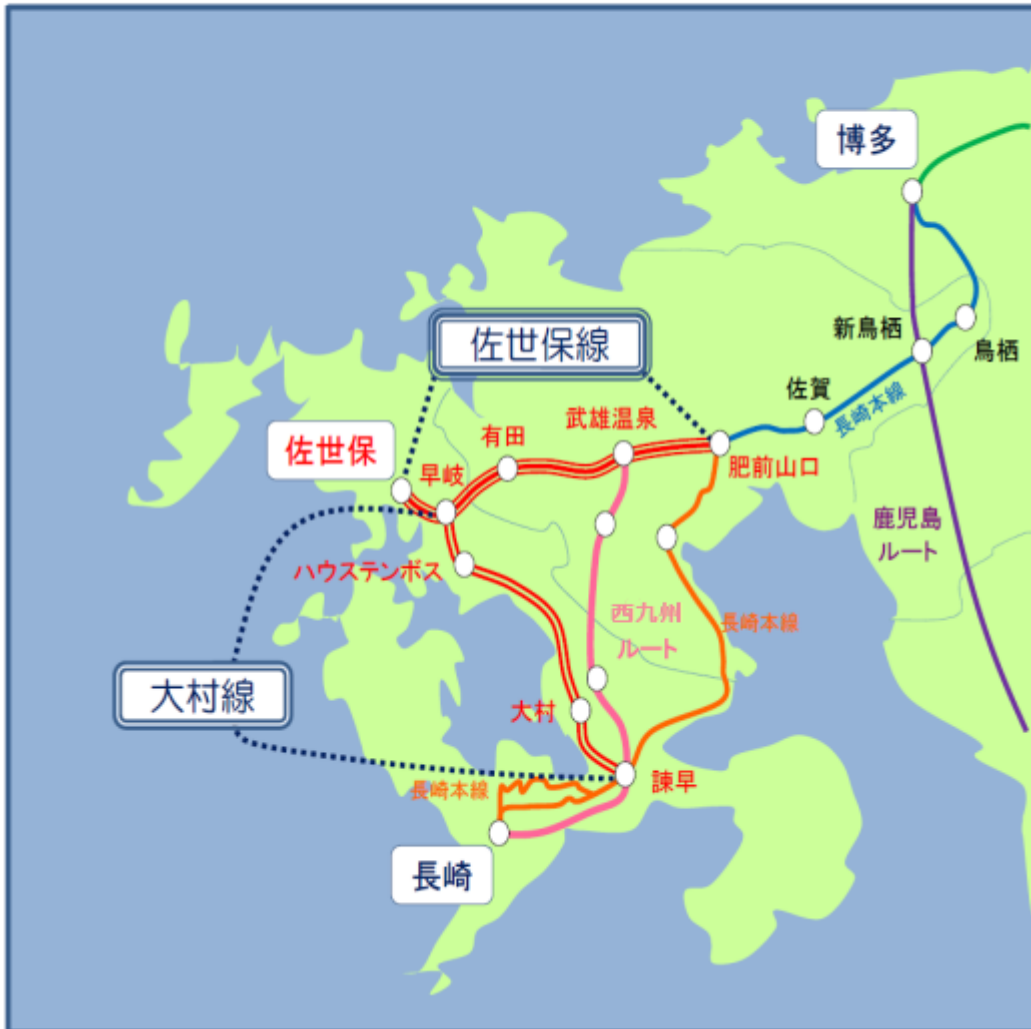 博多
新鳥栖
鳥栖
佐世保線
佐賀
長崎本線
武雄温泉
有田
佐世保
早岐
肥前山口
鹿児島
ルート
ハウステンボス
西九州
ルート
長崎本線
大村線
大村
長崎本線
諫早
長崎